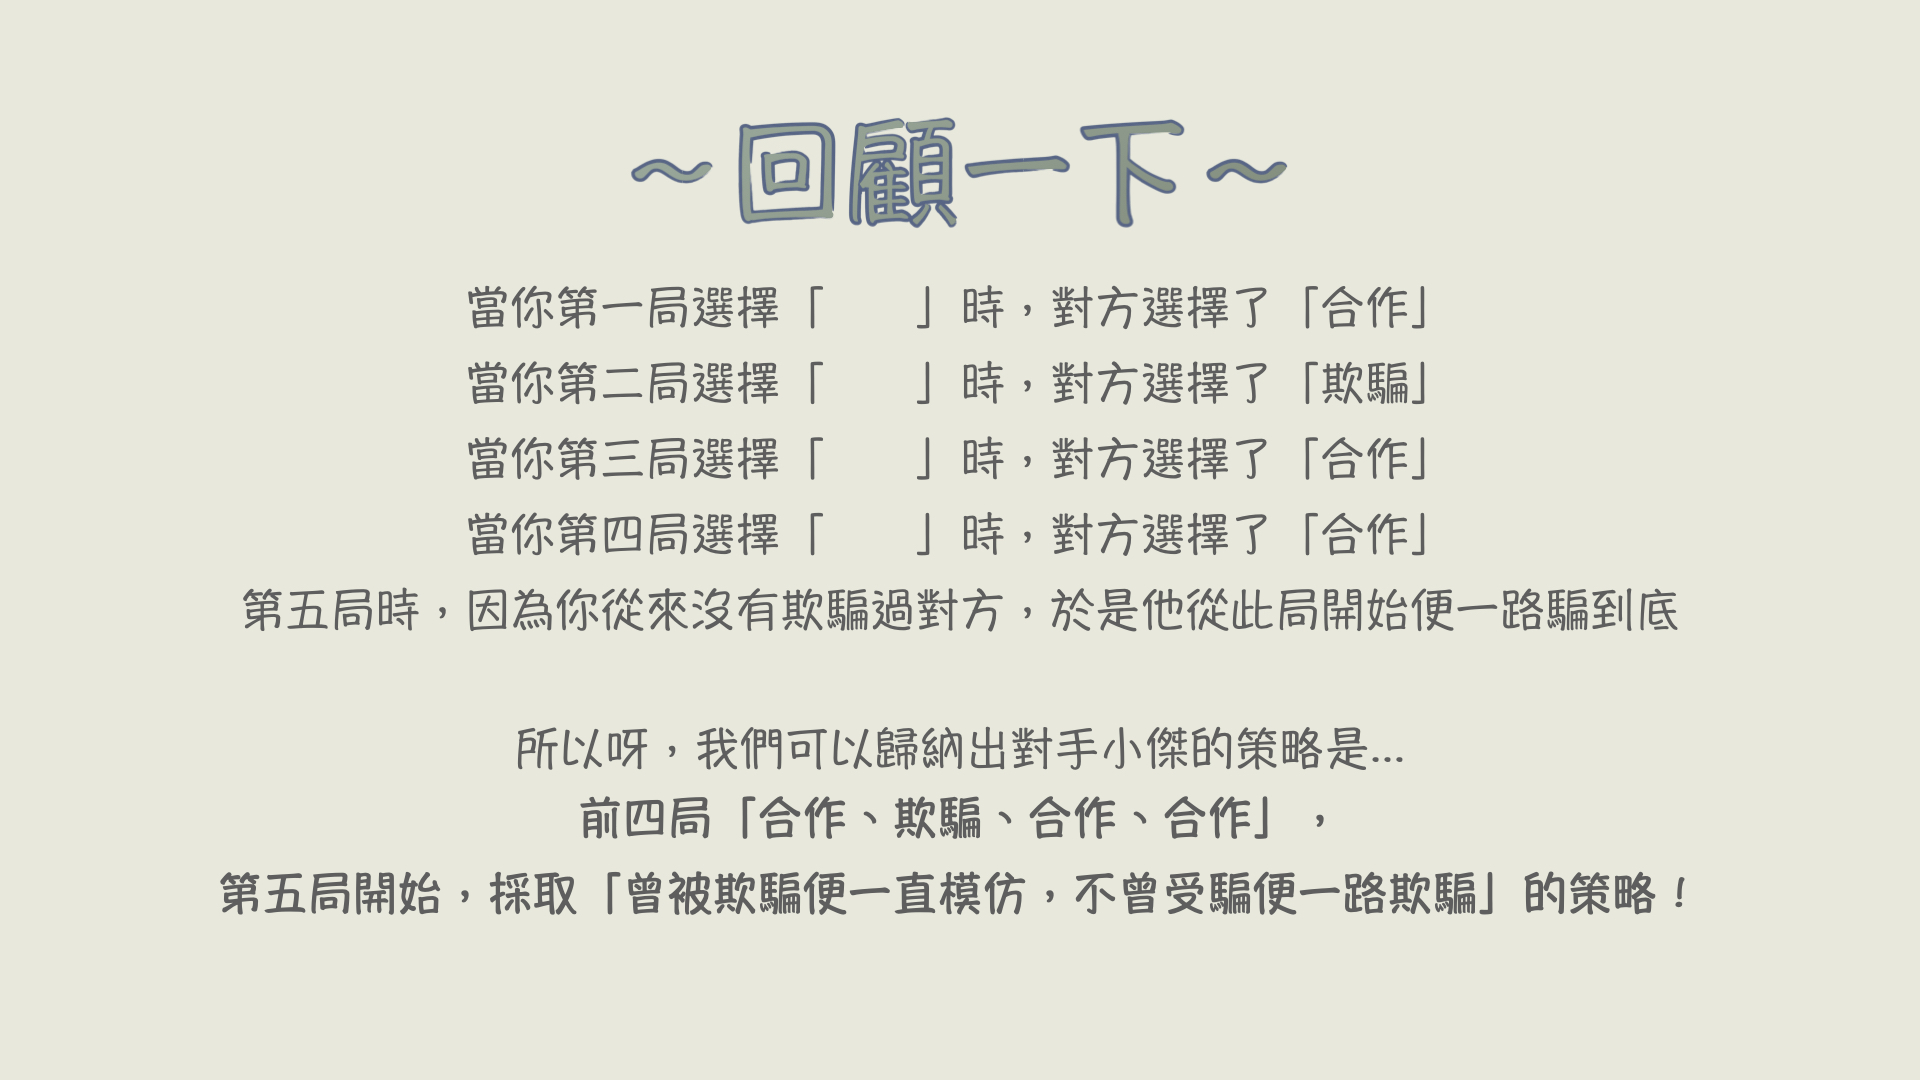 ～回顧一下～
當你第一局選擇「　　」時，對方選擇了「合作」
當你第二局選擇「　　」時，對方選擇了「欺騙」
當你第三局選擇「　　」時，對方選擇了「合作」
當你第四局選擇「　　」時，對方選擇了「合作」
第五局時，因為你從來沒有欺騙過對方，於是他從此局開始便一路騙到底
所以呀，我們可以歸納出對手小傑的策略是...
前四局「合作、欺騙、合作、合作」，
第五局開始，採取「曾被欺騙便一直模仿，不曾受騙便一路欺騙」的策略！